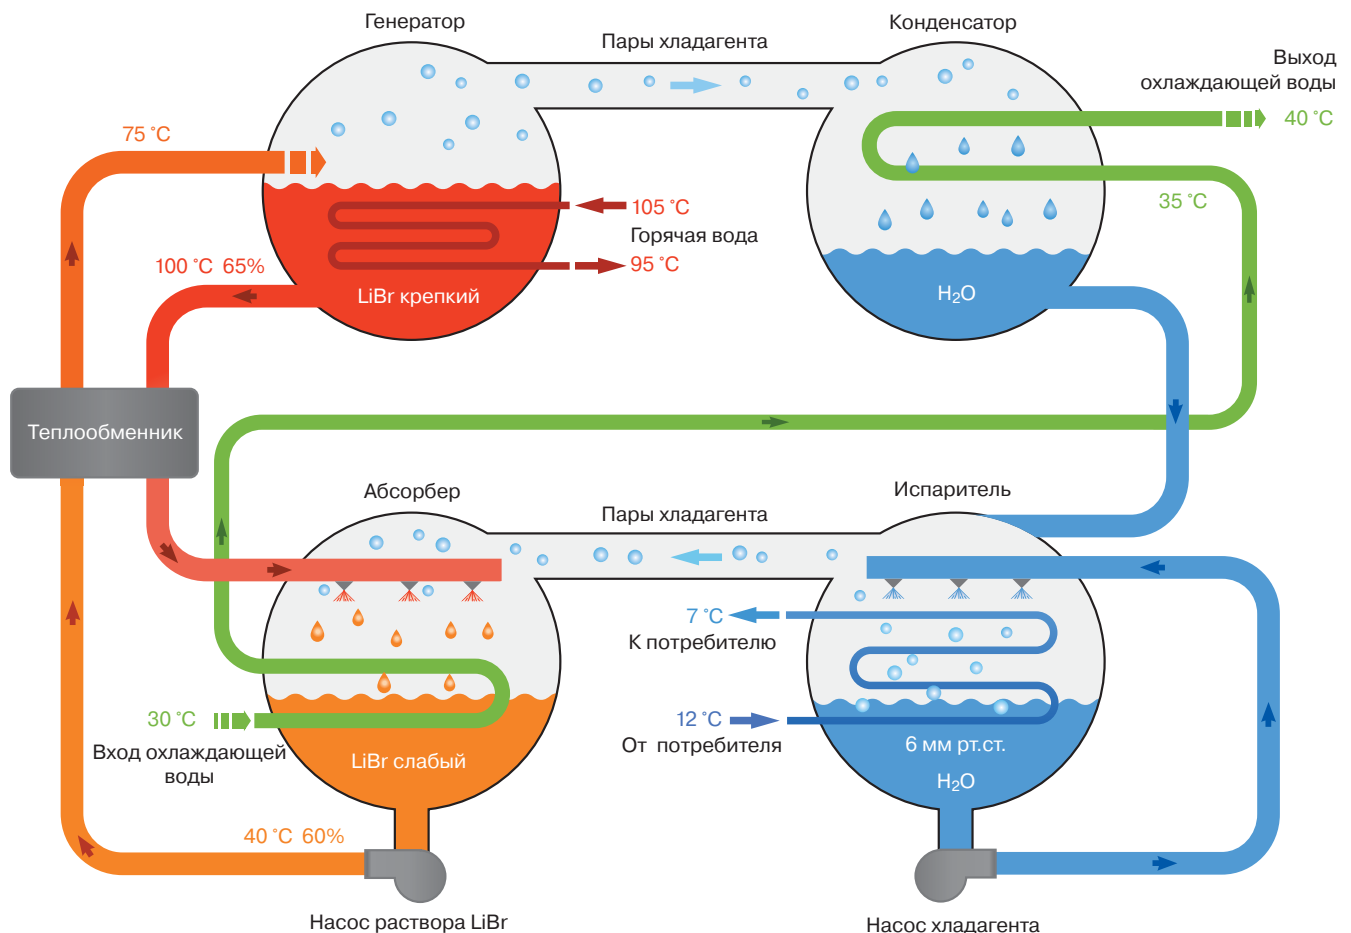 Генератор
Конденсатор
Пары хладагента
Выход
охлаждающей воды
40 °C
75 °C
35 °C
105 °C
Горячая вода
95 °C
100 °C 65%
LiBr крепкий
H₂O
Теплообменник
Абсорбер
Испаритель
Пары хладагента
7 °C
К потребителю
30 °C
Вход охлаждающей
воды
12 °C
От потребителя
6 мм рт.ст.
LiBr слабый
H₂O
40 °C 60%
Насос раствора LiBr
Насос хладагента